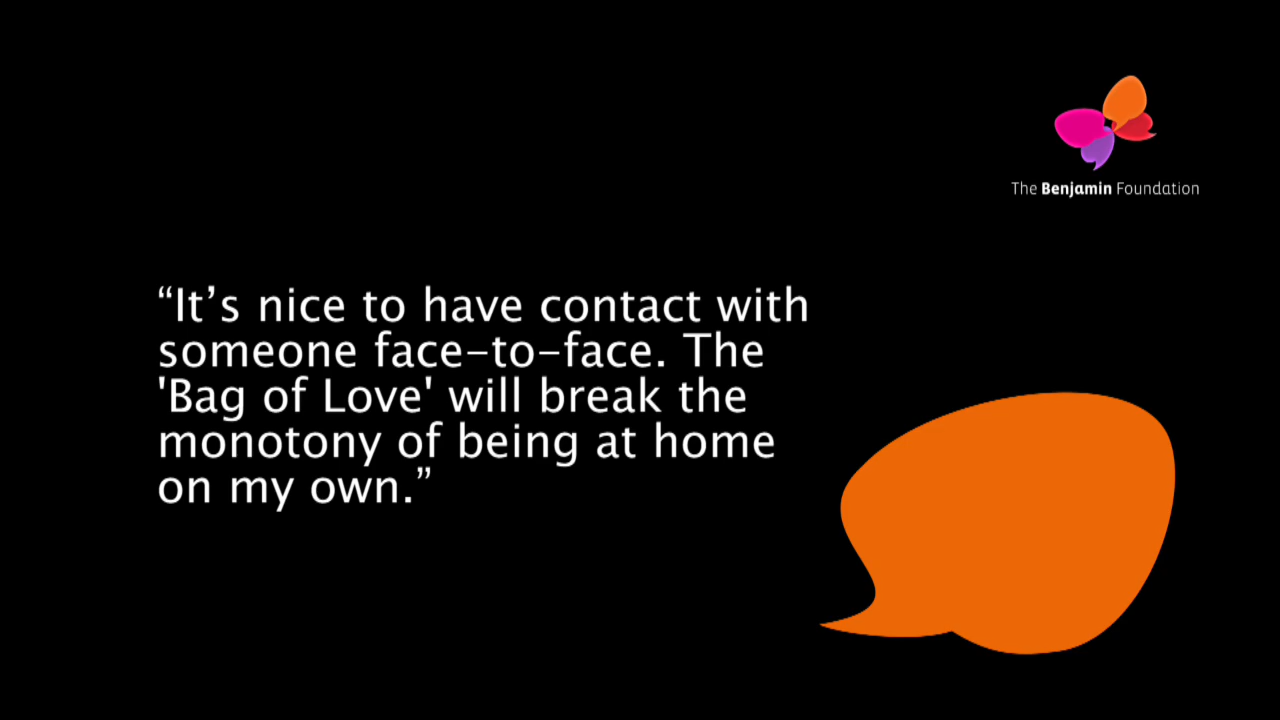 The Benjamin Foundation
“It’s nice to have contact with
someone face-to-face. The
'Bag of Love' will break the
monotony of being at home
on my own.”